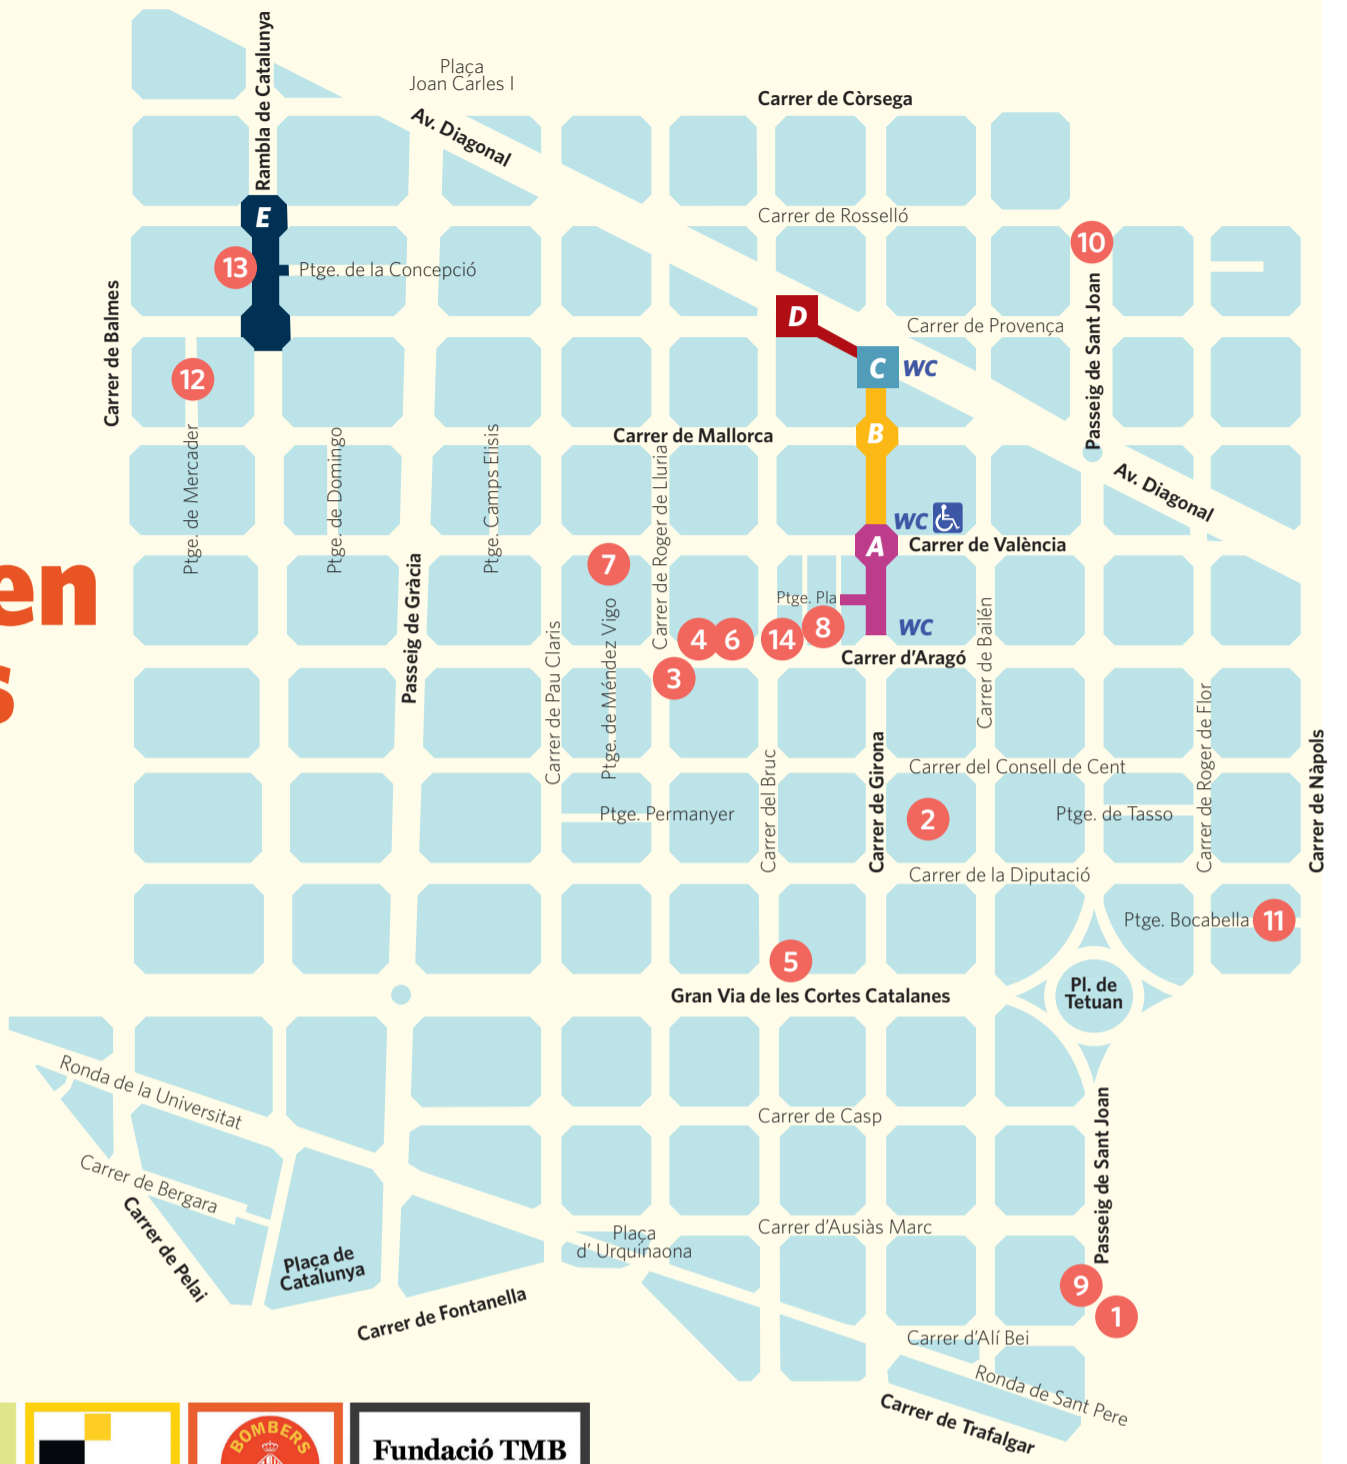 Rambla de Catalunya
Plaça
Joan Carles I
Av. Diagonal
Carrer de Còrsega
Carrer de Rosselló
E
13
Ptge. de la Concepció
10
Carrer de Balmes
12
D
Carrer de Provença
C WC
Passeig de Sant Joan
Carrer de Mallorca
B
Av. Diagonal
Ptge. de Mercader
Ptge. de Domingo
Ptge. Camps Elisis
Carrer de Roger de Lluria
WC
A
Carrer de València
en
s
7
Passeig de Gràcia
Ptge. Pla
WC
4
6
14
8
3
Carrer d'Aragó
Carrer de Bailén
Carrer de Pau Claris
Ptge. de Méndez Vigo
Carrer del Bruc
Carrer de Girona
Carrer del Consell de Cent
Carrer de Roger de Flor
Carrer de Nàpols
Ptge. Permanyer
2
Ptge. de Tasso
Carrer de la Diputació
Ptge. Bocabella
11
5
Gran Via de les Cortes Catalanes
Pl. de
Tetuan
Ronda de la Universitat
Carrer de Casp
Carrer de Bergara
Carrer de Pelai
Plaça de
Catalunya
Carrer de Fontanella
Plaça
d' Urquinaona
Carrer d'Ausiàs Marc
Passeig de Sant Joan
9
1
Carrer d'Alí Bei
Ronda de Sant Pere
Carrer de Trafalgar
BOMBERS
Fundació TMB